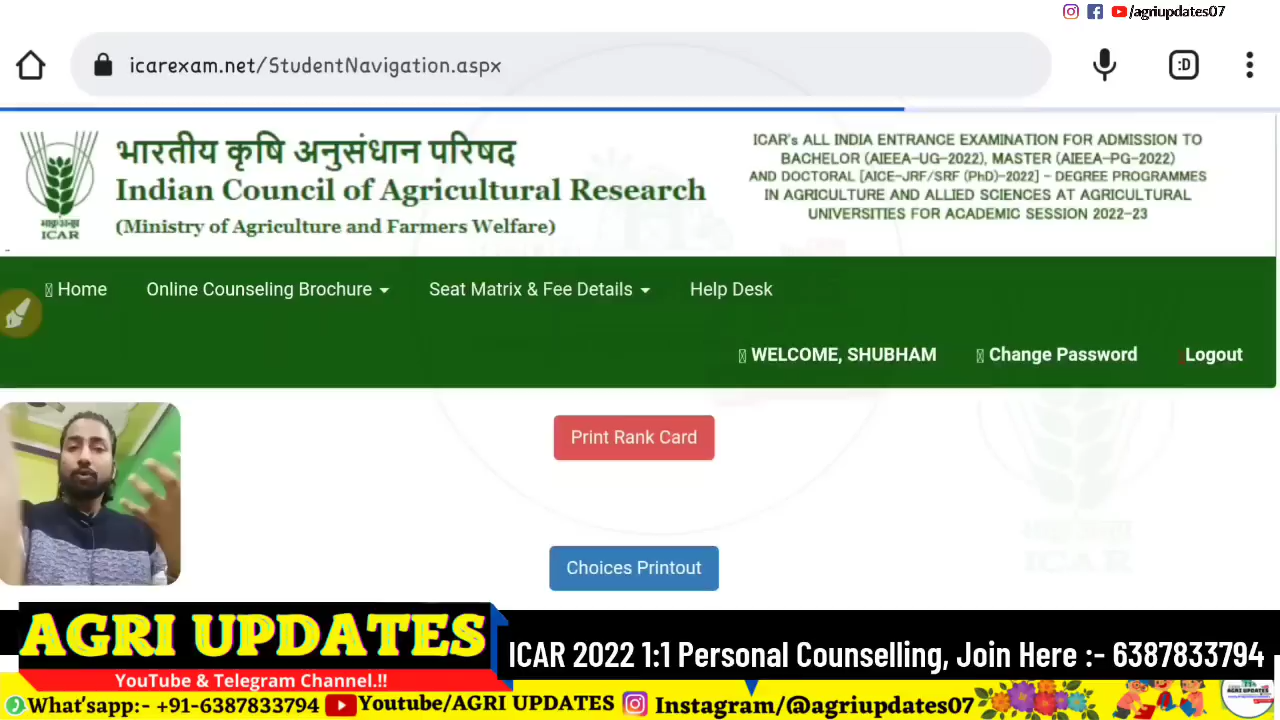 /agriupdates07
icarexam.net/StudentNavigation.aspx
:D
भारतीय कृषि अनुसंधान परिषद
Indian Council of Agricultural Research
(Ministry of Agriculture and Farmers Welfare)
भाकृअनुप
ICAR
ICAR's ALL INDIA ENTRANCE EXAMINATION FOR ADMISSION TO
BACHELOR (AIEEA-UG-2022), MASTER (AIEEA-PG-2022)
AND DOCTORAL [AICE-JRF/SRF (PhD)-2022] - DEGREE PROGRAMMES
IN AGRICULTURE AND ALLIED SCIENCES AT AGRICULTURAL
UNIVERSITIES FOR ACADEMIC SESSION 2022-23
Home Online Counseling Brochure Seat Matrix & Fee Details Help Desk
WELCOME, SHUBHAM Change Password Logout
Print Rank Card
भाकृअनुप
ICAR
Choices Printout
AGRI UPDATES
YouTube & Telegram Channel.!!
ICAR 2022 1:1 Personal Counselling, Join Here :- 6387833794
What'sapp:- +91-6387833794 Youtube/AGRI UPDATES Instagram/@agriupdates07
AGRI UPDATES